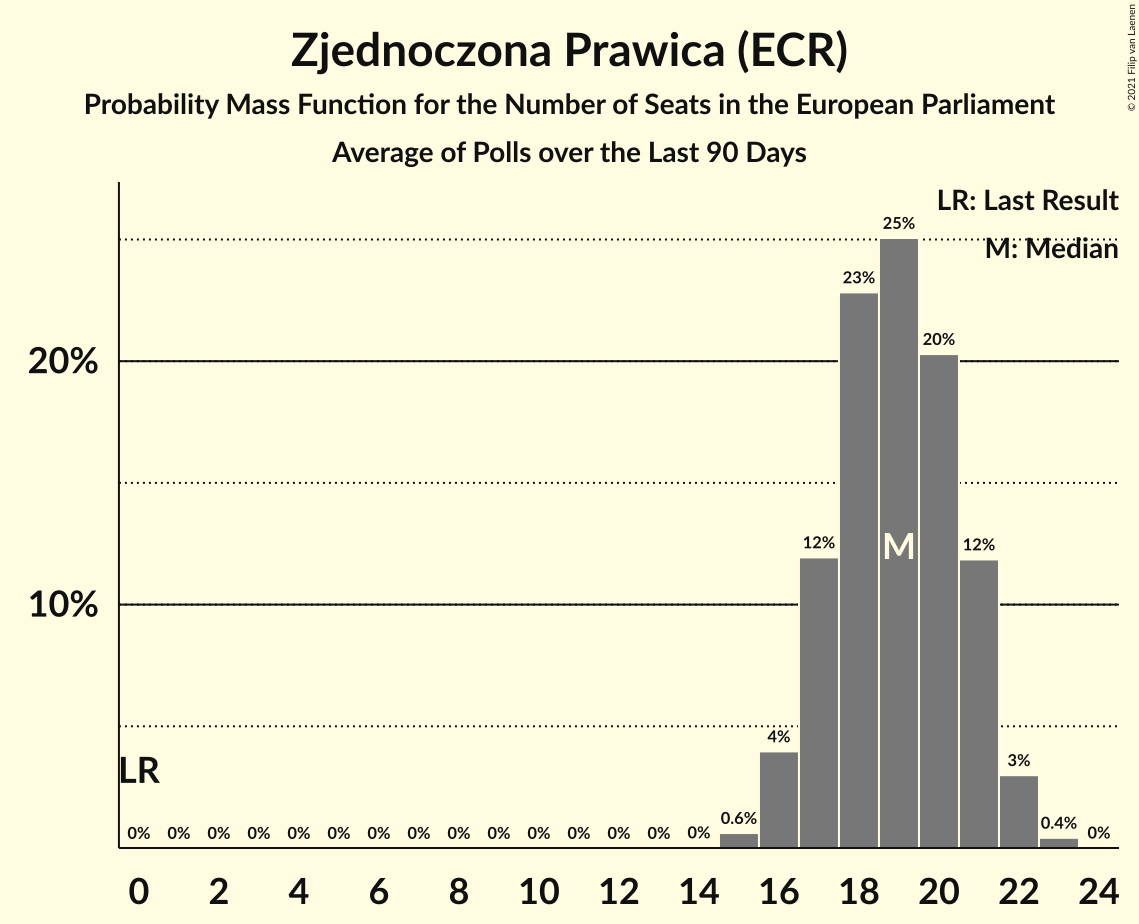 Zjednoczona Prawica (ECR)
Probability Mass Function for the Number of Seats in the European Parliament
Average of Polls over the Last 90 Days
© 2021 Filip van Laenen
LR: Last Result
M: Median
25%
23%
20%
20%
12%
M
12%
10%
4%
3%
LR
0.6%
0.4%
0% 0% 0% 0% 0% 0% 0% 0% 0% 0% 0% 0% 0% 0% 0% 0%
0 2 4 6 8 10 12 14 16 18 20 22 24